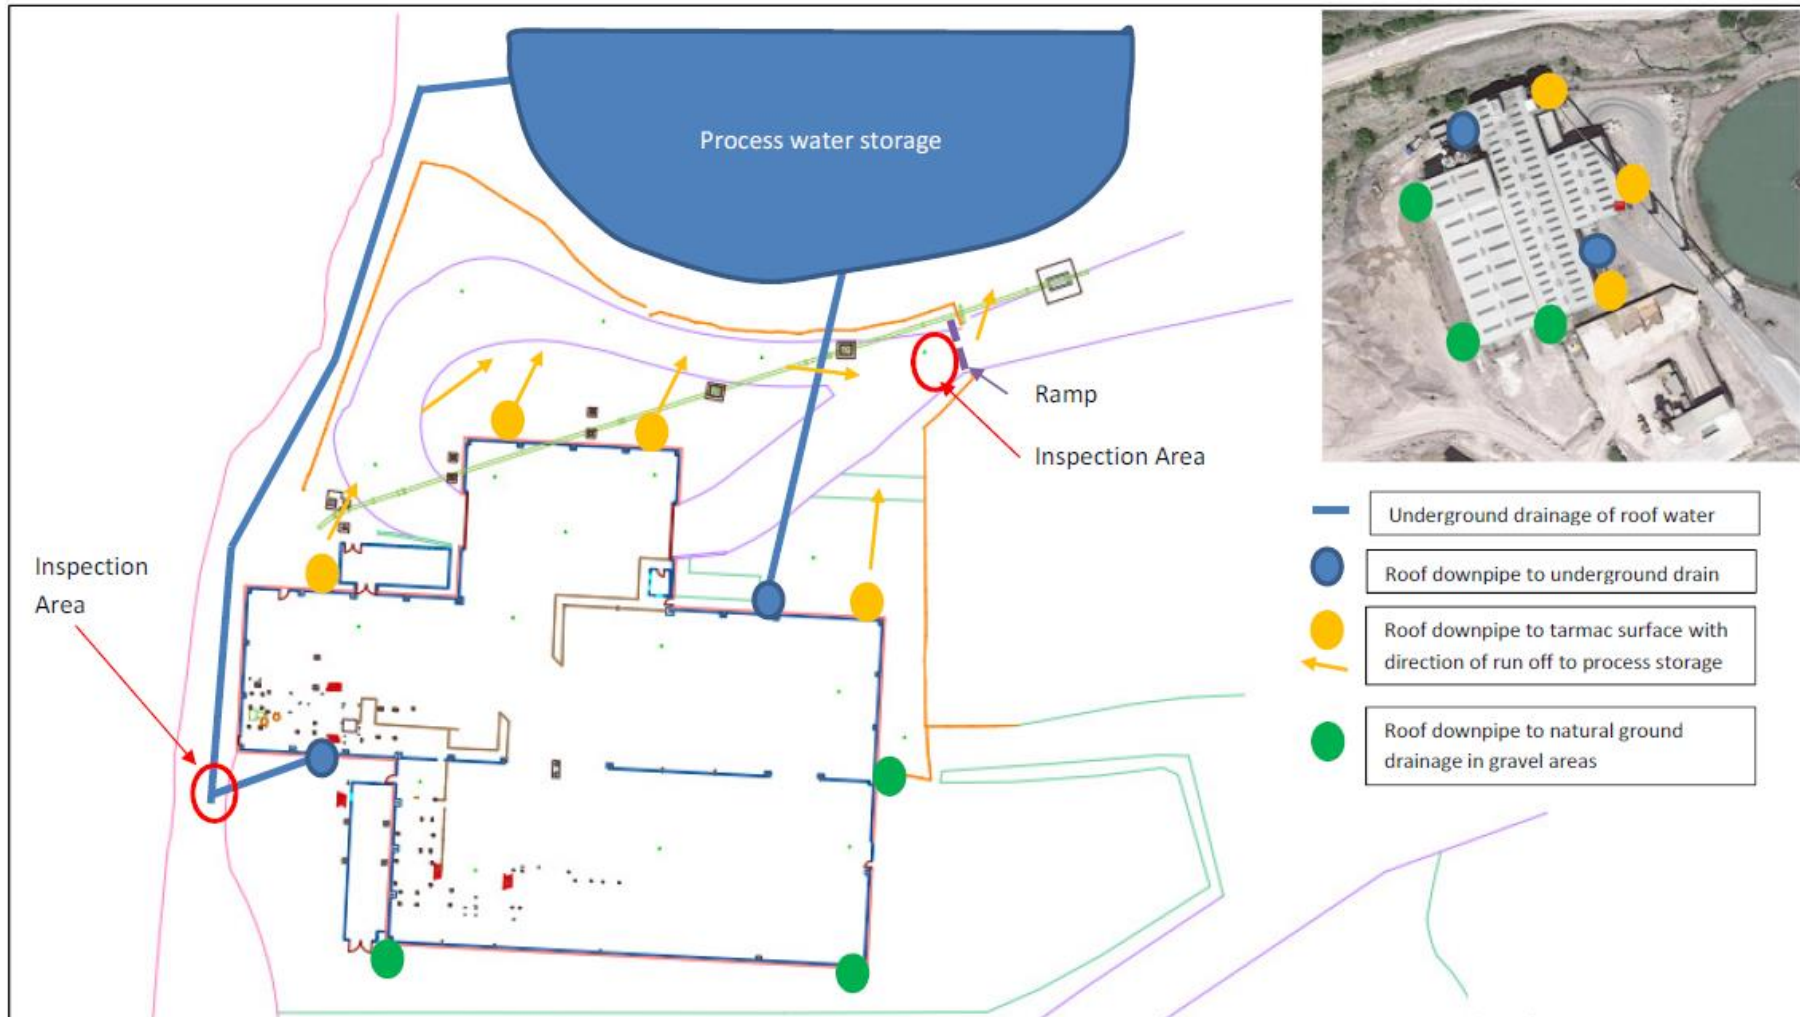 Process water storage
Ramp
Inspection Area
Inspection
Area
Underground drainage of roof water
Roof downpipe to underground drain
Roof downpipe to tarmac surface with
direction of run off to process storage
Roof downpipe to natural ground
drainage in gravel areas